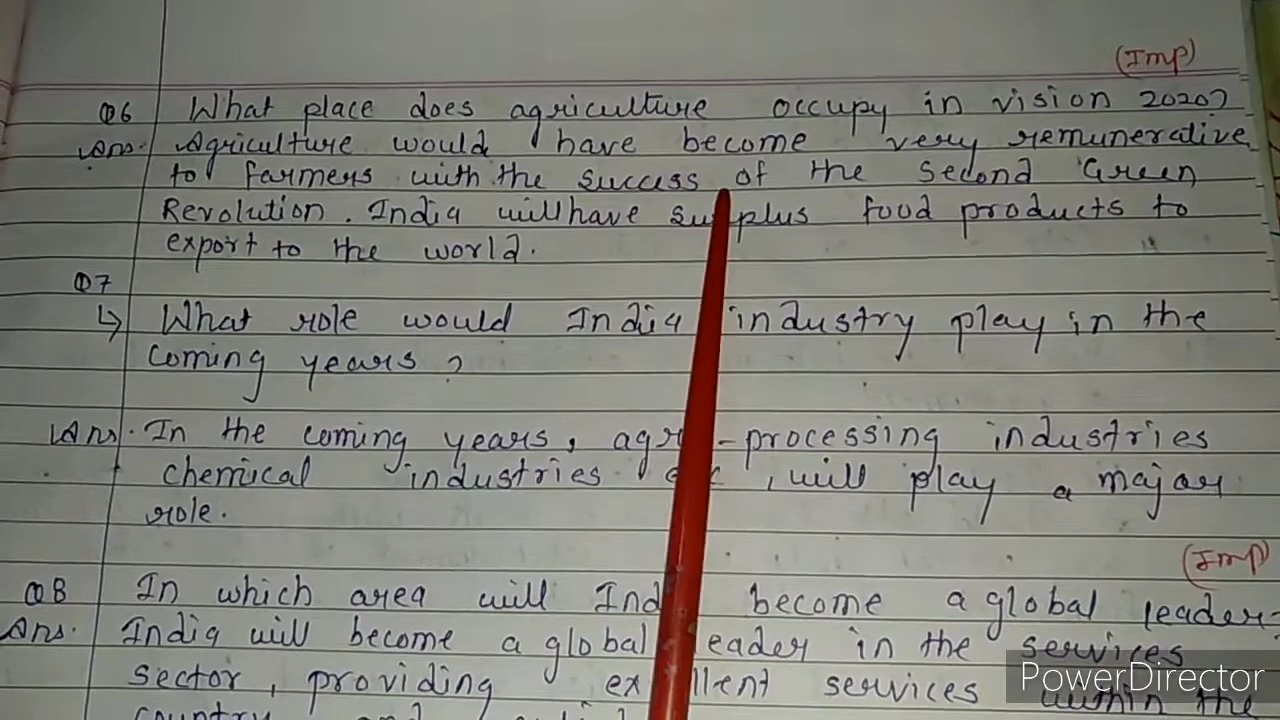 (Imp)
Q6 What place does agriculture occupy in vision 2020?
Ans. Agriculture would have become very remunerative
to farmers with the success of the Second Green
Revolution. India will have surplus food products to
export to the world.
Q7
↳ What role would India industry play in the
coming years?
Ans. In the coming years, agro-processing industries
chemical industries etc, will play a major
role.
(Imp)
Q8 In which area will India become a global leader
Ans. India will become a global leader in the services
sector, providing excellent services within the
country and
PowerDirector